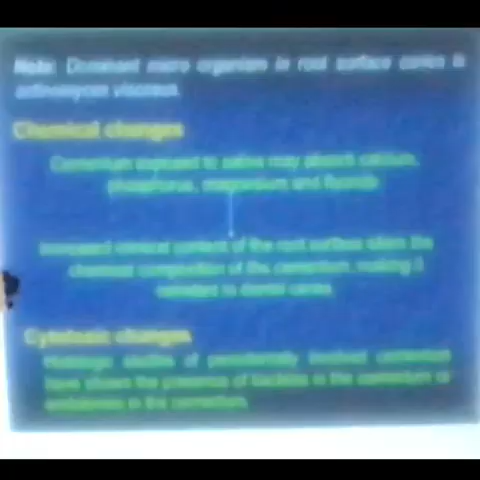 Note: Dominant micro organism in root surface caries is
actinomyces viscosus.
Chemical changes
Cementum exposed to saliva may absorb calcium,
phosphorus, magnesium and fluoride
Increased mineral content of the root surface alters the
chemical composition of the cementum, making it
resistant to dental caries.
Cytotoxic changes
Histologic studies of periodontally involved cementum
have shown the presence of bacteria in the cementum or
endotoxins in the cementum.